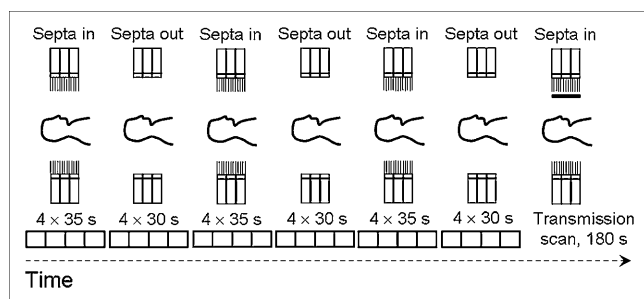 Septa in Septa out Septa in Septa out Septa in Septa out Septa in
4 × 35 s 4 × 30 s 4 × 35 s 4 × 30 s 4 × 35 s 4 × 30 s Transmission
scan, 180 s
Time